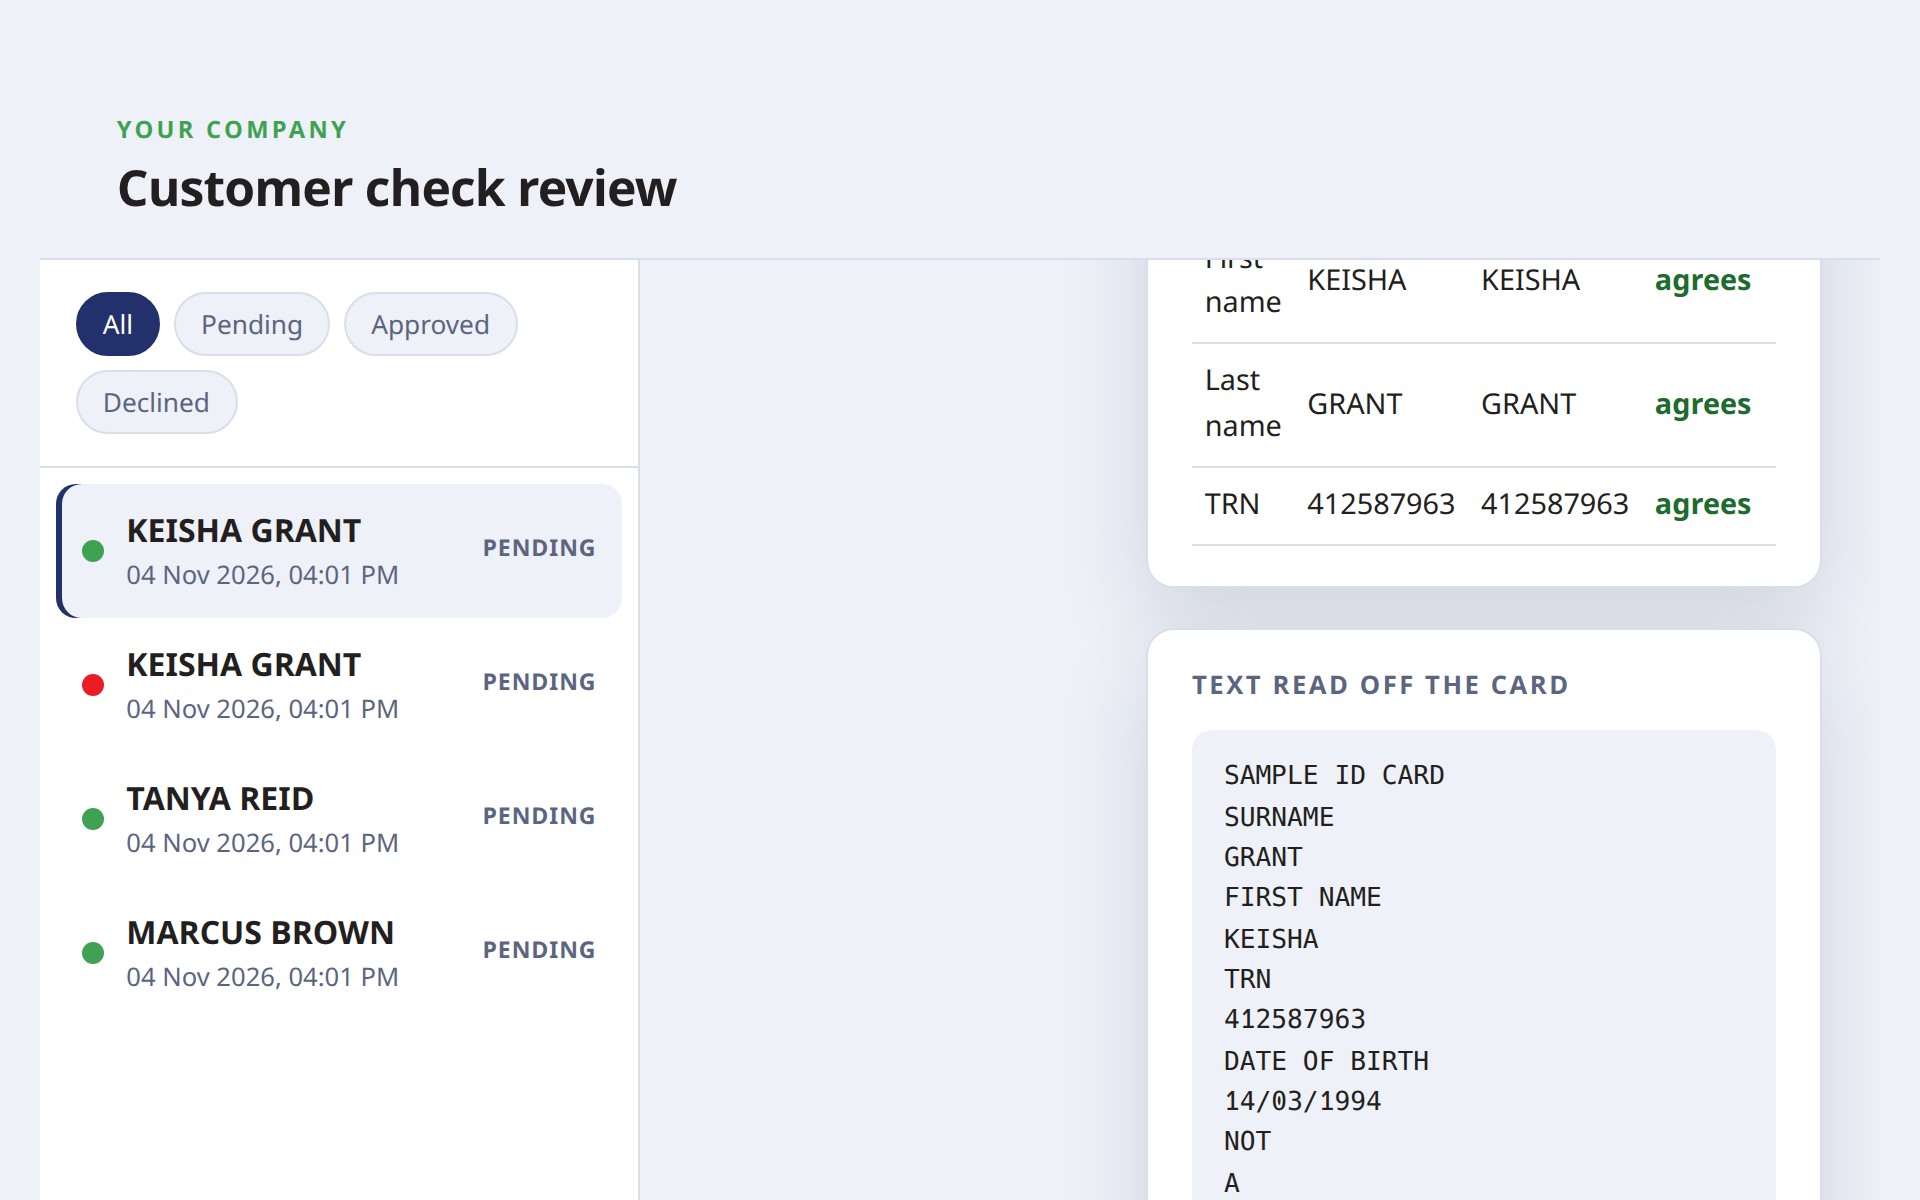 YOUR COMPANY
Customer check review
All
Pending
Approved
Declined
KEISHA GRANT
04 Nov 2026, 04:01 PM
PENDING
KEISHA GRANT
04 Nov 2026, 04:01 PM
PENDING
TANYA REID
04 Nov 2026, 04:01 PM
PENDING
MARCUS BROWN
04 Nov 2026, 04:01 PM
PENDING
First name KEISHA KEISHA agrees
Last name GRANT GRANT agrees
TRN 412587963 412587963 agrees
TEXT READ OFF THE CARD
SAMPLE ID CARD
SURNAME
GRANT
FIRST NAME
KEISHA
TRN
412587963
DATE OF BIRTH
14/03/1994
NOT
A